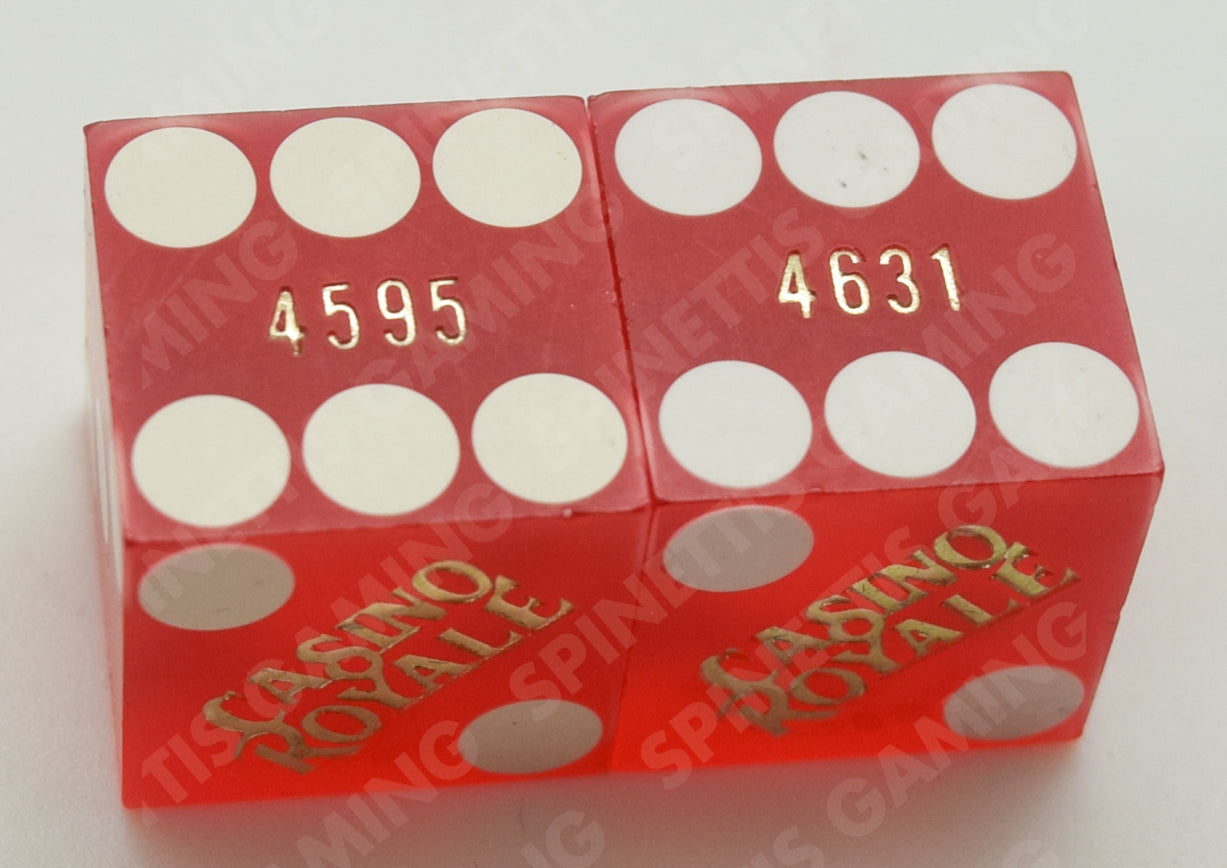 4595
4631
CASINO
ROYALE
CASINO
ROYALE
SPINETTIS GAMING